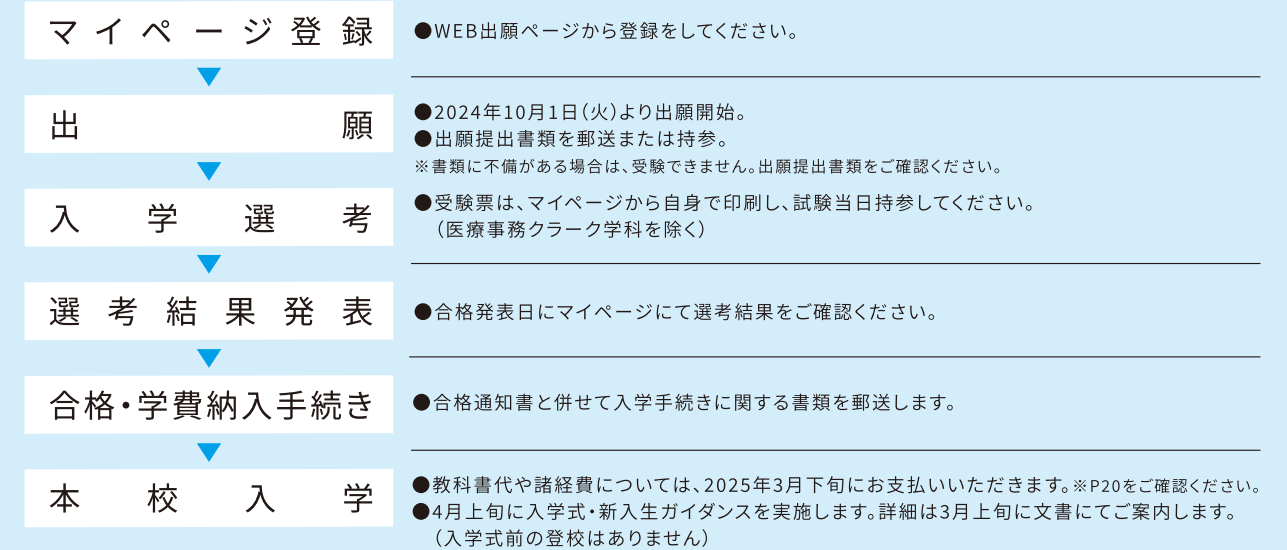 マイページ登録
●WEB出願ページから登録をしてください。
出願
●2024年10月1日(火)より出願開始。
●出願提出書類を郵送または持参。
※書類に不備がある場合は、受験できません。出願提出書類をご確認ください。
入学選考
●受験票は、マイページから自身で印刷し、試験当日持参してください。
(医療事務クラーク学科を除く)
選考結果発表
●合格発表日にマイページにて選考結果をご確認ください。
合格・学費納入手続き
●合格通知書と併せて入学手続きに関する書類を郵送します。
本校入学
●教科書代や諸経費については、2025年3月下旬にお支払いいただきます。※P20をご確認ください。
●4月上旬に入学式・新入生ガイダンスを実施します。詳細は3月上旬に文書にてご案内します。
(入学式前の登校はありません)